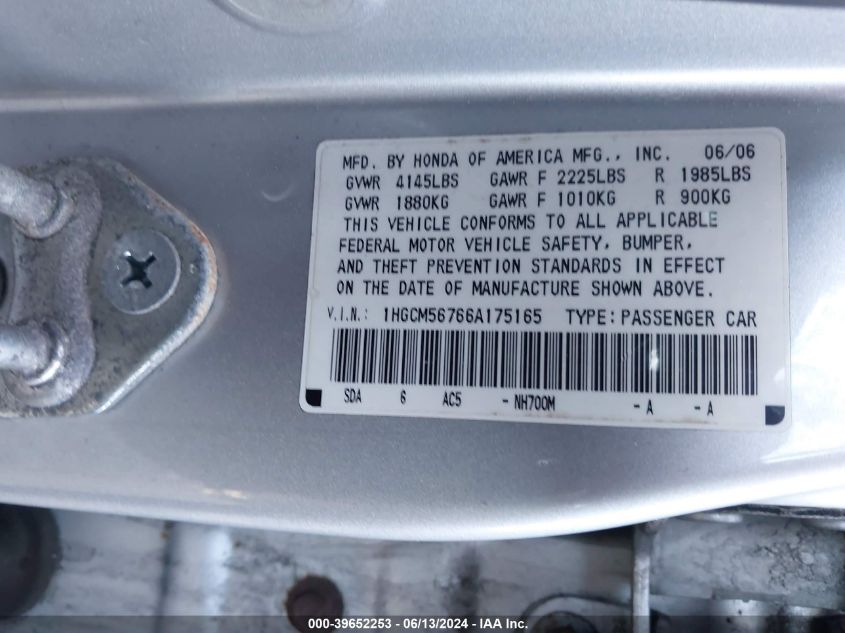 MFD. BY HONDA OF AMERICA MFG., INC. 06/06
GVWR 4145LBS GAWR F 2225LBS R 1985LBS
GVWR 1880KG GAWR F 1010KG R 900KG
THIS VEHICLE CONFORMS TO ALL APPLICABLE
FEDERAL MOTOR VEHICLE SAFETY, BUMPER,
AND THEFT PREVENTION STANDARDS IN EFFECT
ON THE DATE OF MANUFACTURE SHOWN ABOVE.
V.I.N.: 1HGCM56766A175165 TYPE: PASSENGER CAR
SDA 6 AC5 - NH700M - A - A
000-39652253 - 06/13/2024 - IAA Inc.